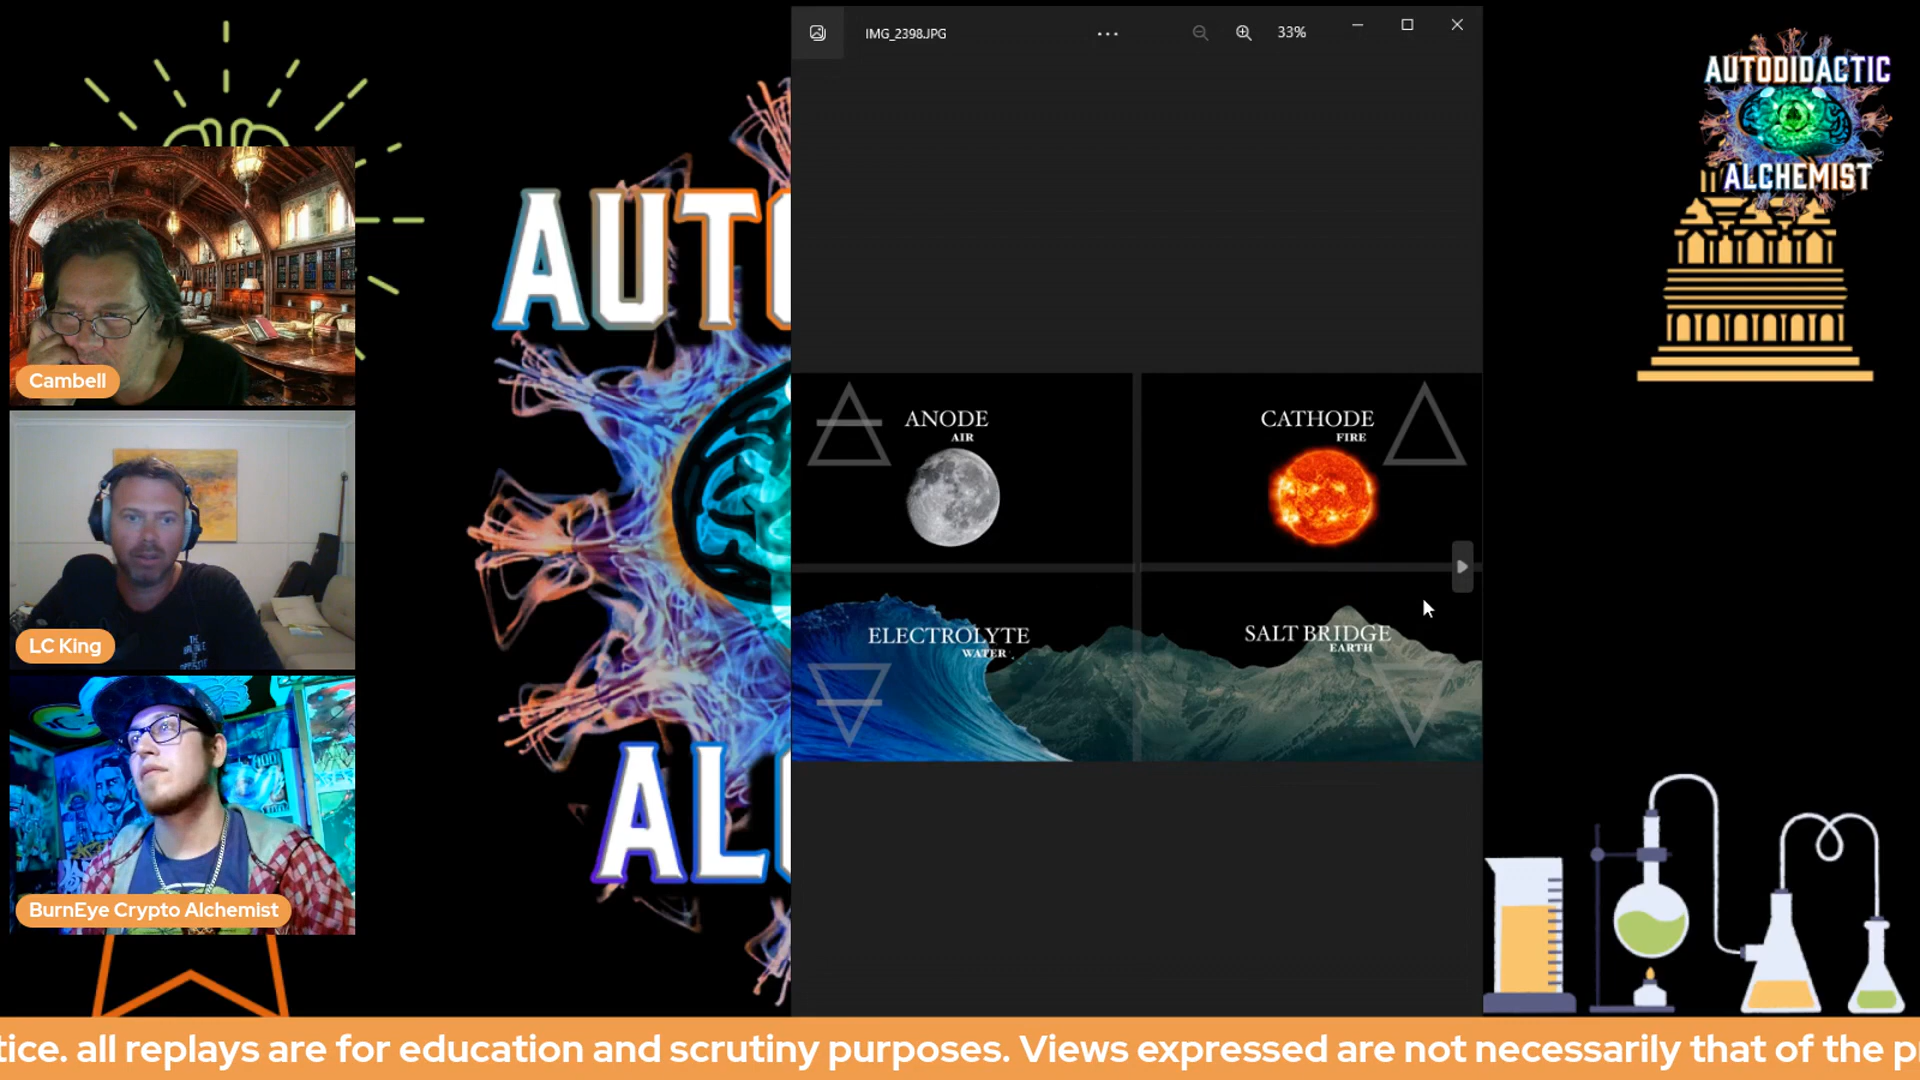 IMG_2398.JPG
33%
AUTODIDACTIC
ALCHEMIST
AUTO
ANODE
AIR
CATHODE
FIRE
Cambell
ELECTROLYTE
WATER
SALT BRIDGE
EARTH
LC King
AL
BurnEye Crypto Alchemist
tice. all replays are for education and scrutiny purposes. Views expressed are not necessarily that of the p